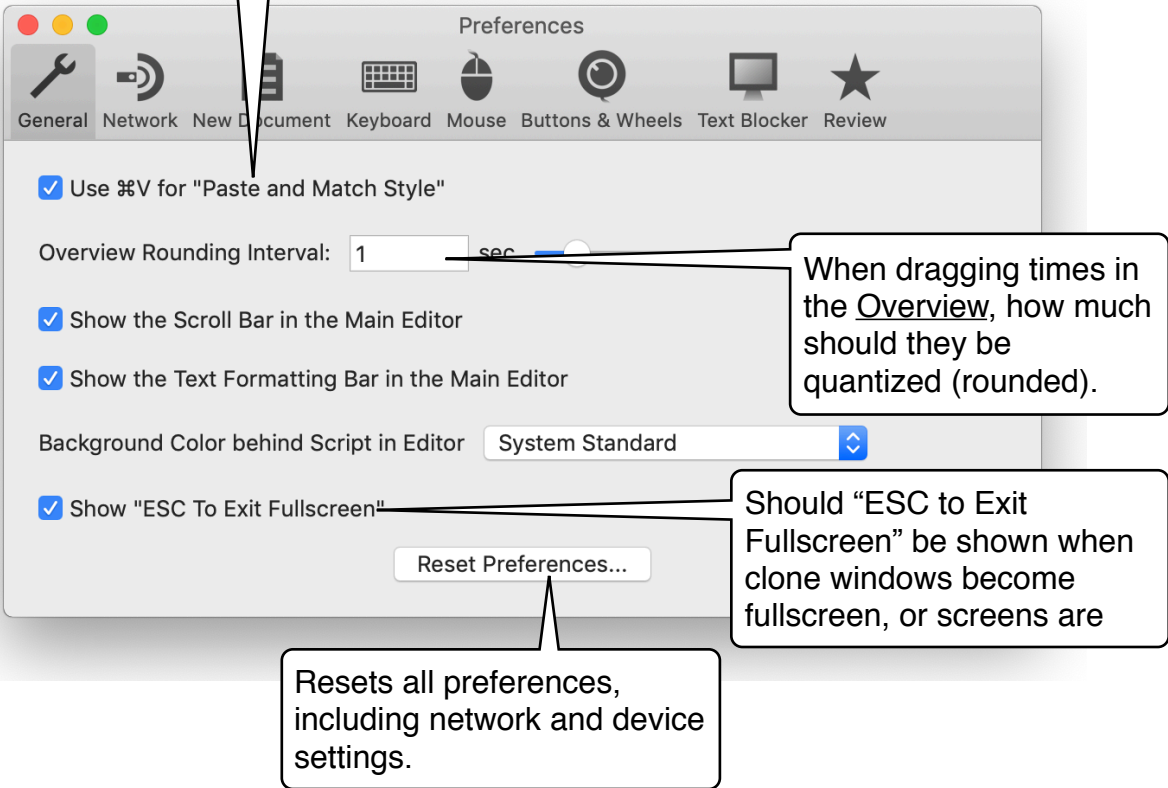 Preferences
General Network New Document Keyboard Mouse Buttons & Wheels Text Blocker Review
Use ⌘V for "Paste and Match Style"
Overview Rounding Interval: 1 sec
When dragging times in
the Overview, how much
should they be
quantized (rounded).
Show the Scroll Bar in the Main Editor
Show the Text Formatting Bar in the Main Editor
Background Color behind Script in Editor System Standard
Show "ESC To Exit Fullscreen"
Should “ESC to Exit
Fullscreen” be shown when
clone windows become
fullscreen, or screens are
Reset Preferences...
Resets all preferences,
including network and device
settings.